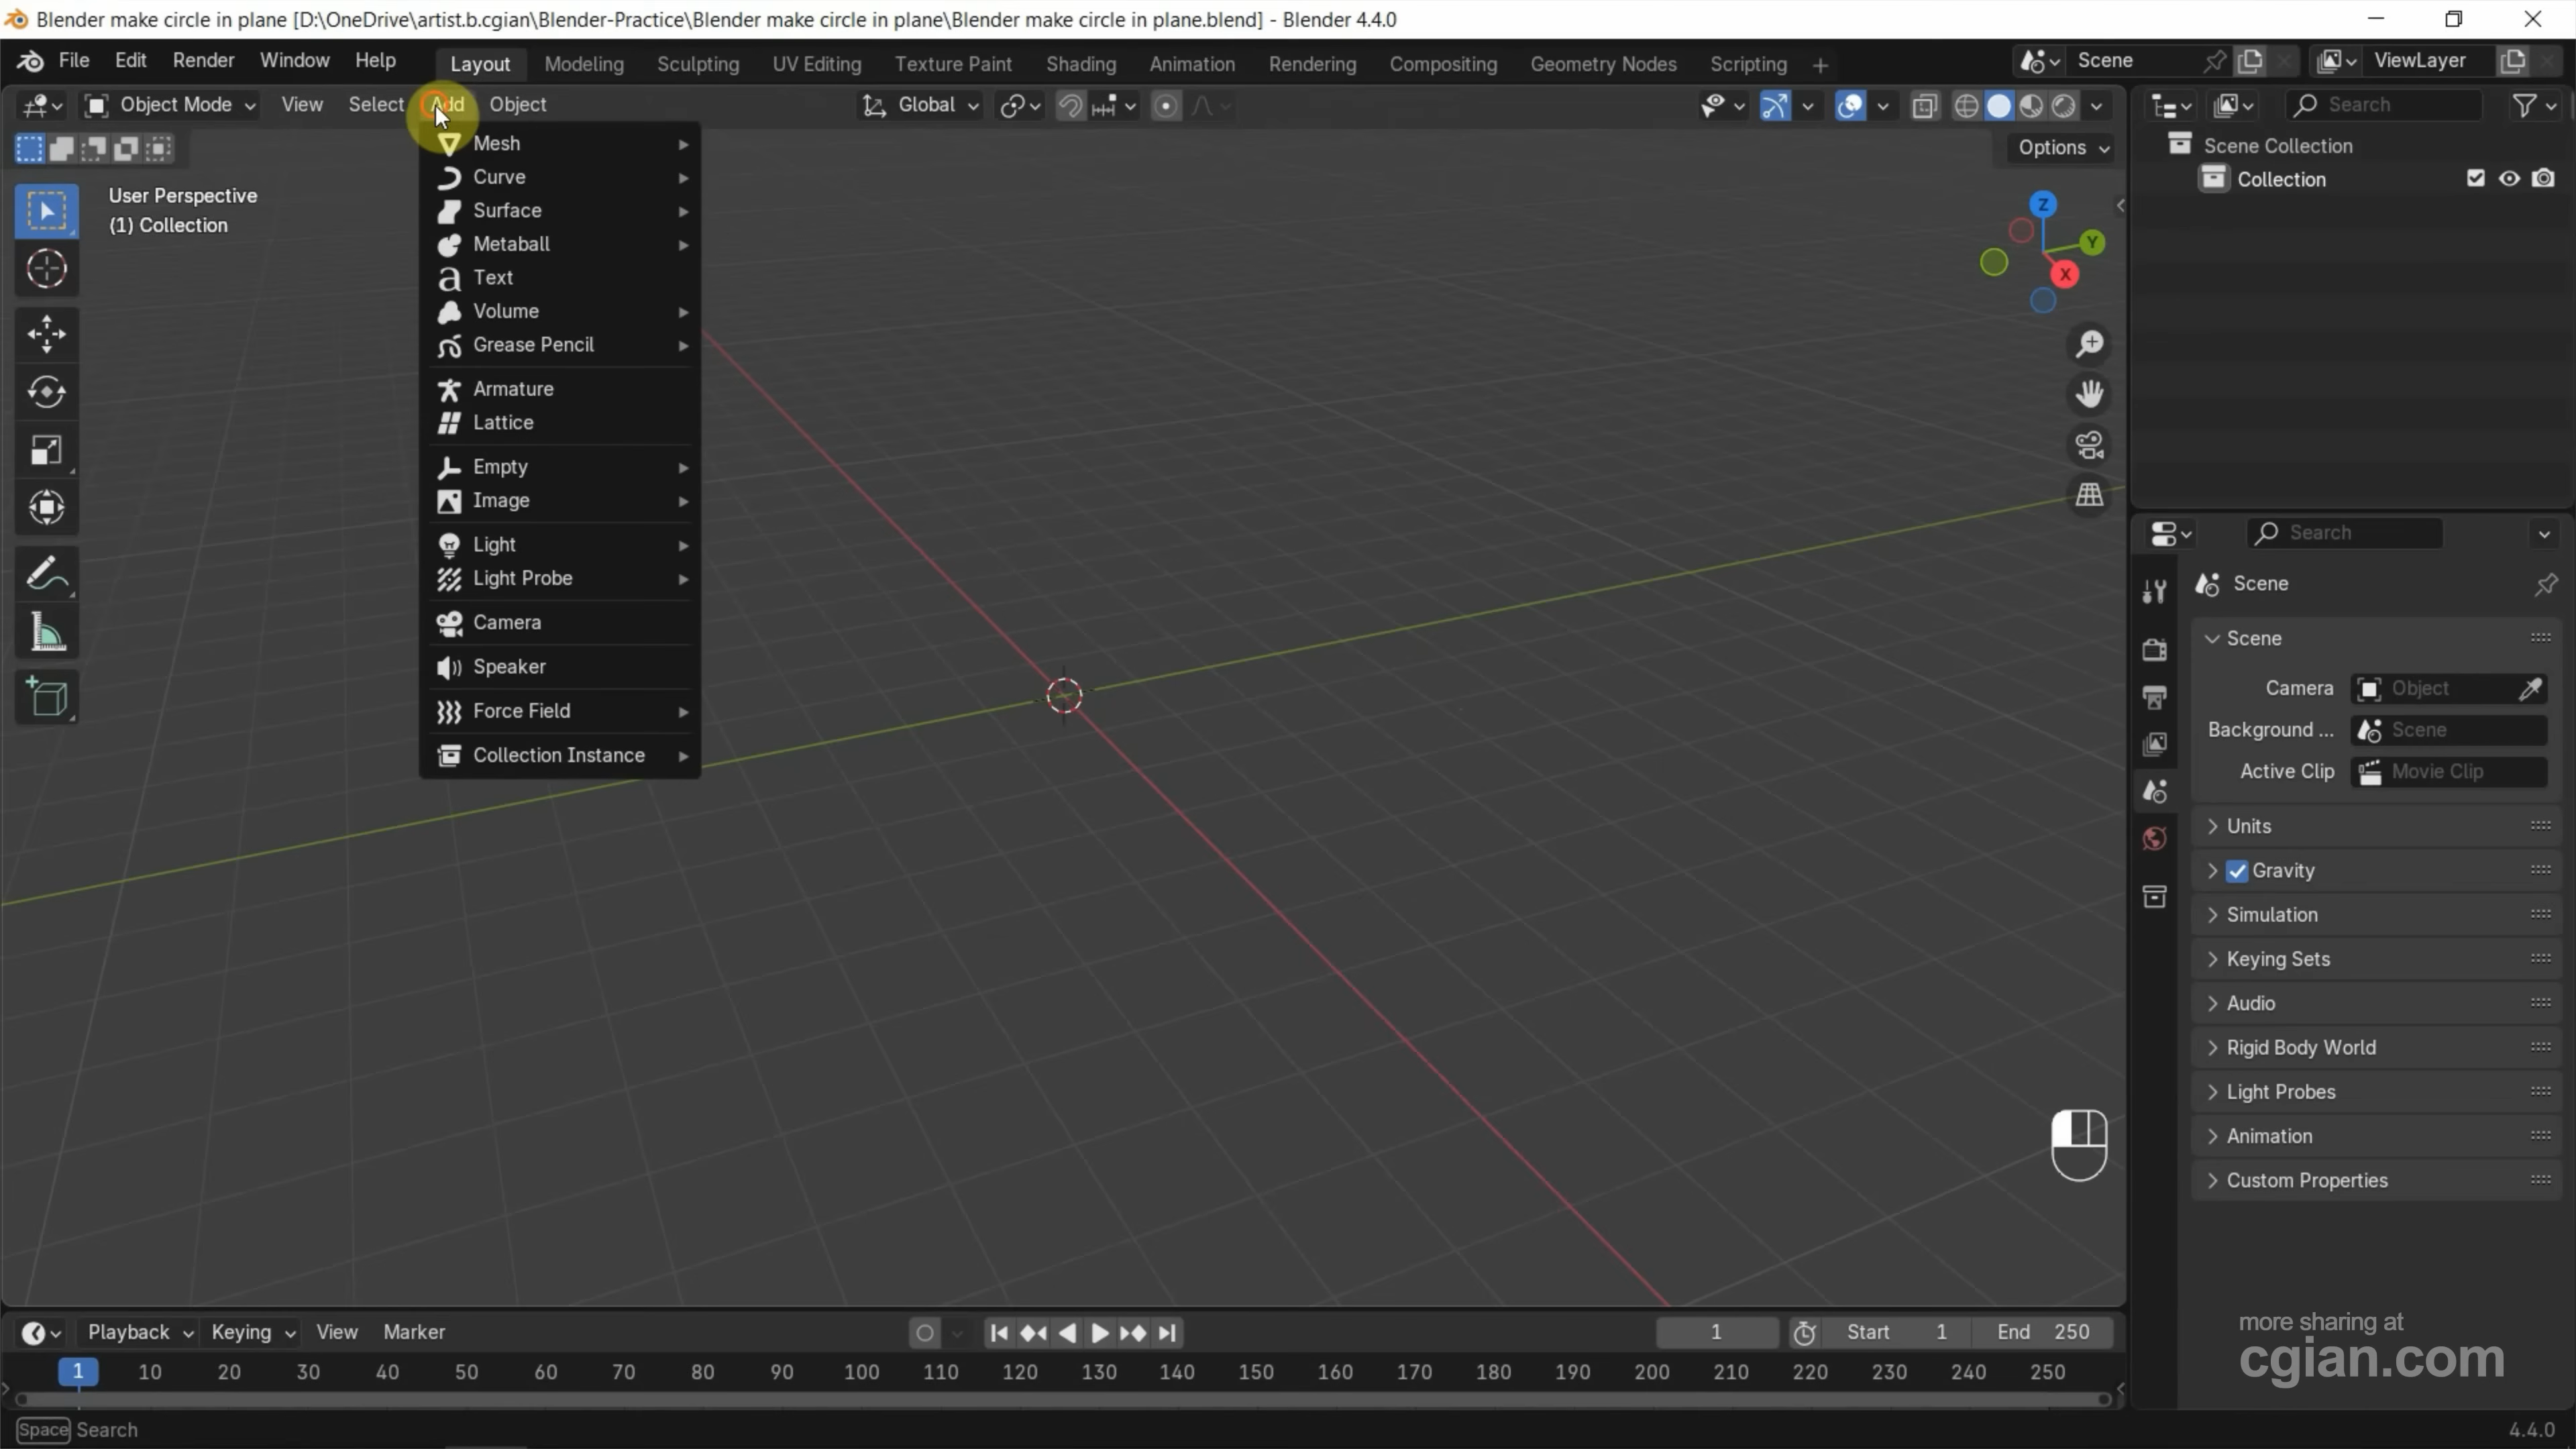 Blender make circle in plane [D:\OneDrive\artist.b.cgian\Blender-Practice\Blender make circle in plane\Blender make circle in plane.blend] - Blender 4.4.0
File Edit Render Window Help Layout Modeling Sculpting UV Editing Texture Paint Shading Animation Rendering Compositing Geometry Nodes Scripting + Scene ViewLayer
Object Mode View Select Add Object Global Search
Options
User Perspective
(1) Collection
Mesh
Curve
Surface
Metaball
Text
Volume
Grease Pencil
Armature
Lattice
Empty
Image
Light
Light Probe
Camera
Speaker
Force Field
Collection Instance
Z
Y
X
Scene Collection
Collection
Search
Scene
Scene
Camera Object
Background ... Scene
Active Clip Movie Clip
Units
Gravity
Simulation
Keying Sets
Audio
Rigid Body World
Light Probes
Animation
Custom Properties
more sharing at
cgian.com
Playback Keying View Marker 1 Start 1 End 250
1 10 20 30 40 50 60 70 80 90 100 110 120 130 140 150 160 170 180 190 200 210 220 230 240 250
Space Search 4.4.0